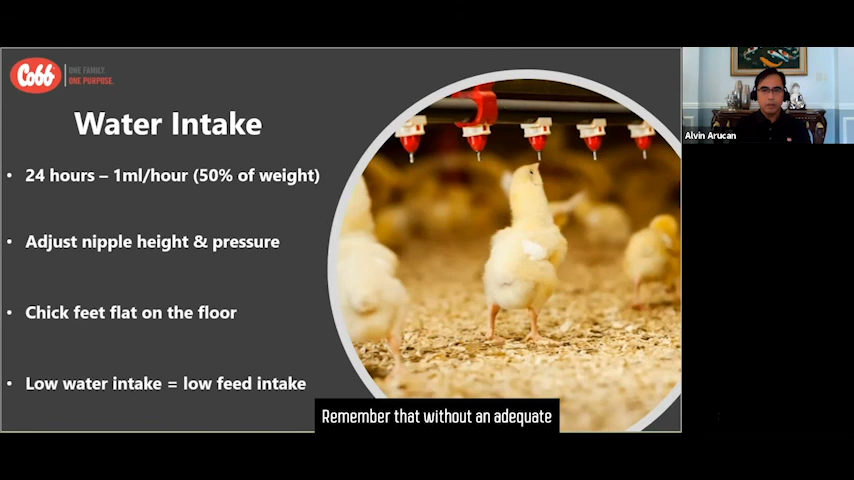 Cobb
ONE FAMILY.
ONE PURPOSE.
Water Intake
• 24 hours – 1ml/hour (50% of weight)
• Adjust nipple height & pressure
• Chick feet flat on the floor
• Low water intake = low feed intake
Remember that without an adequate
Alvin Arucan